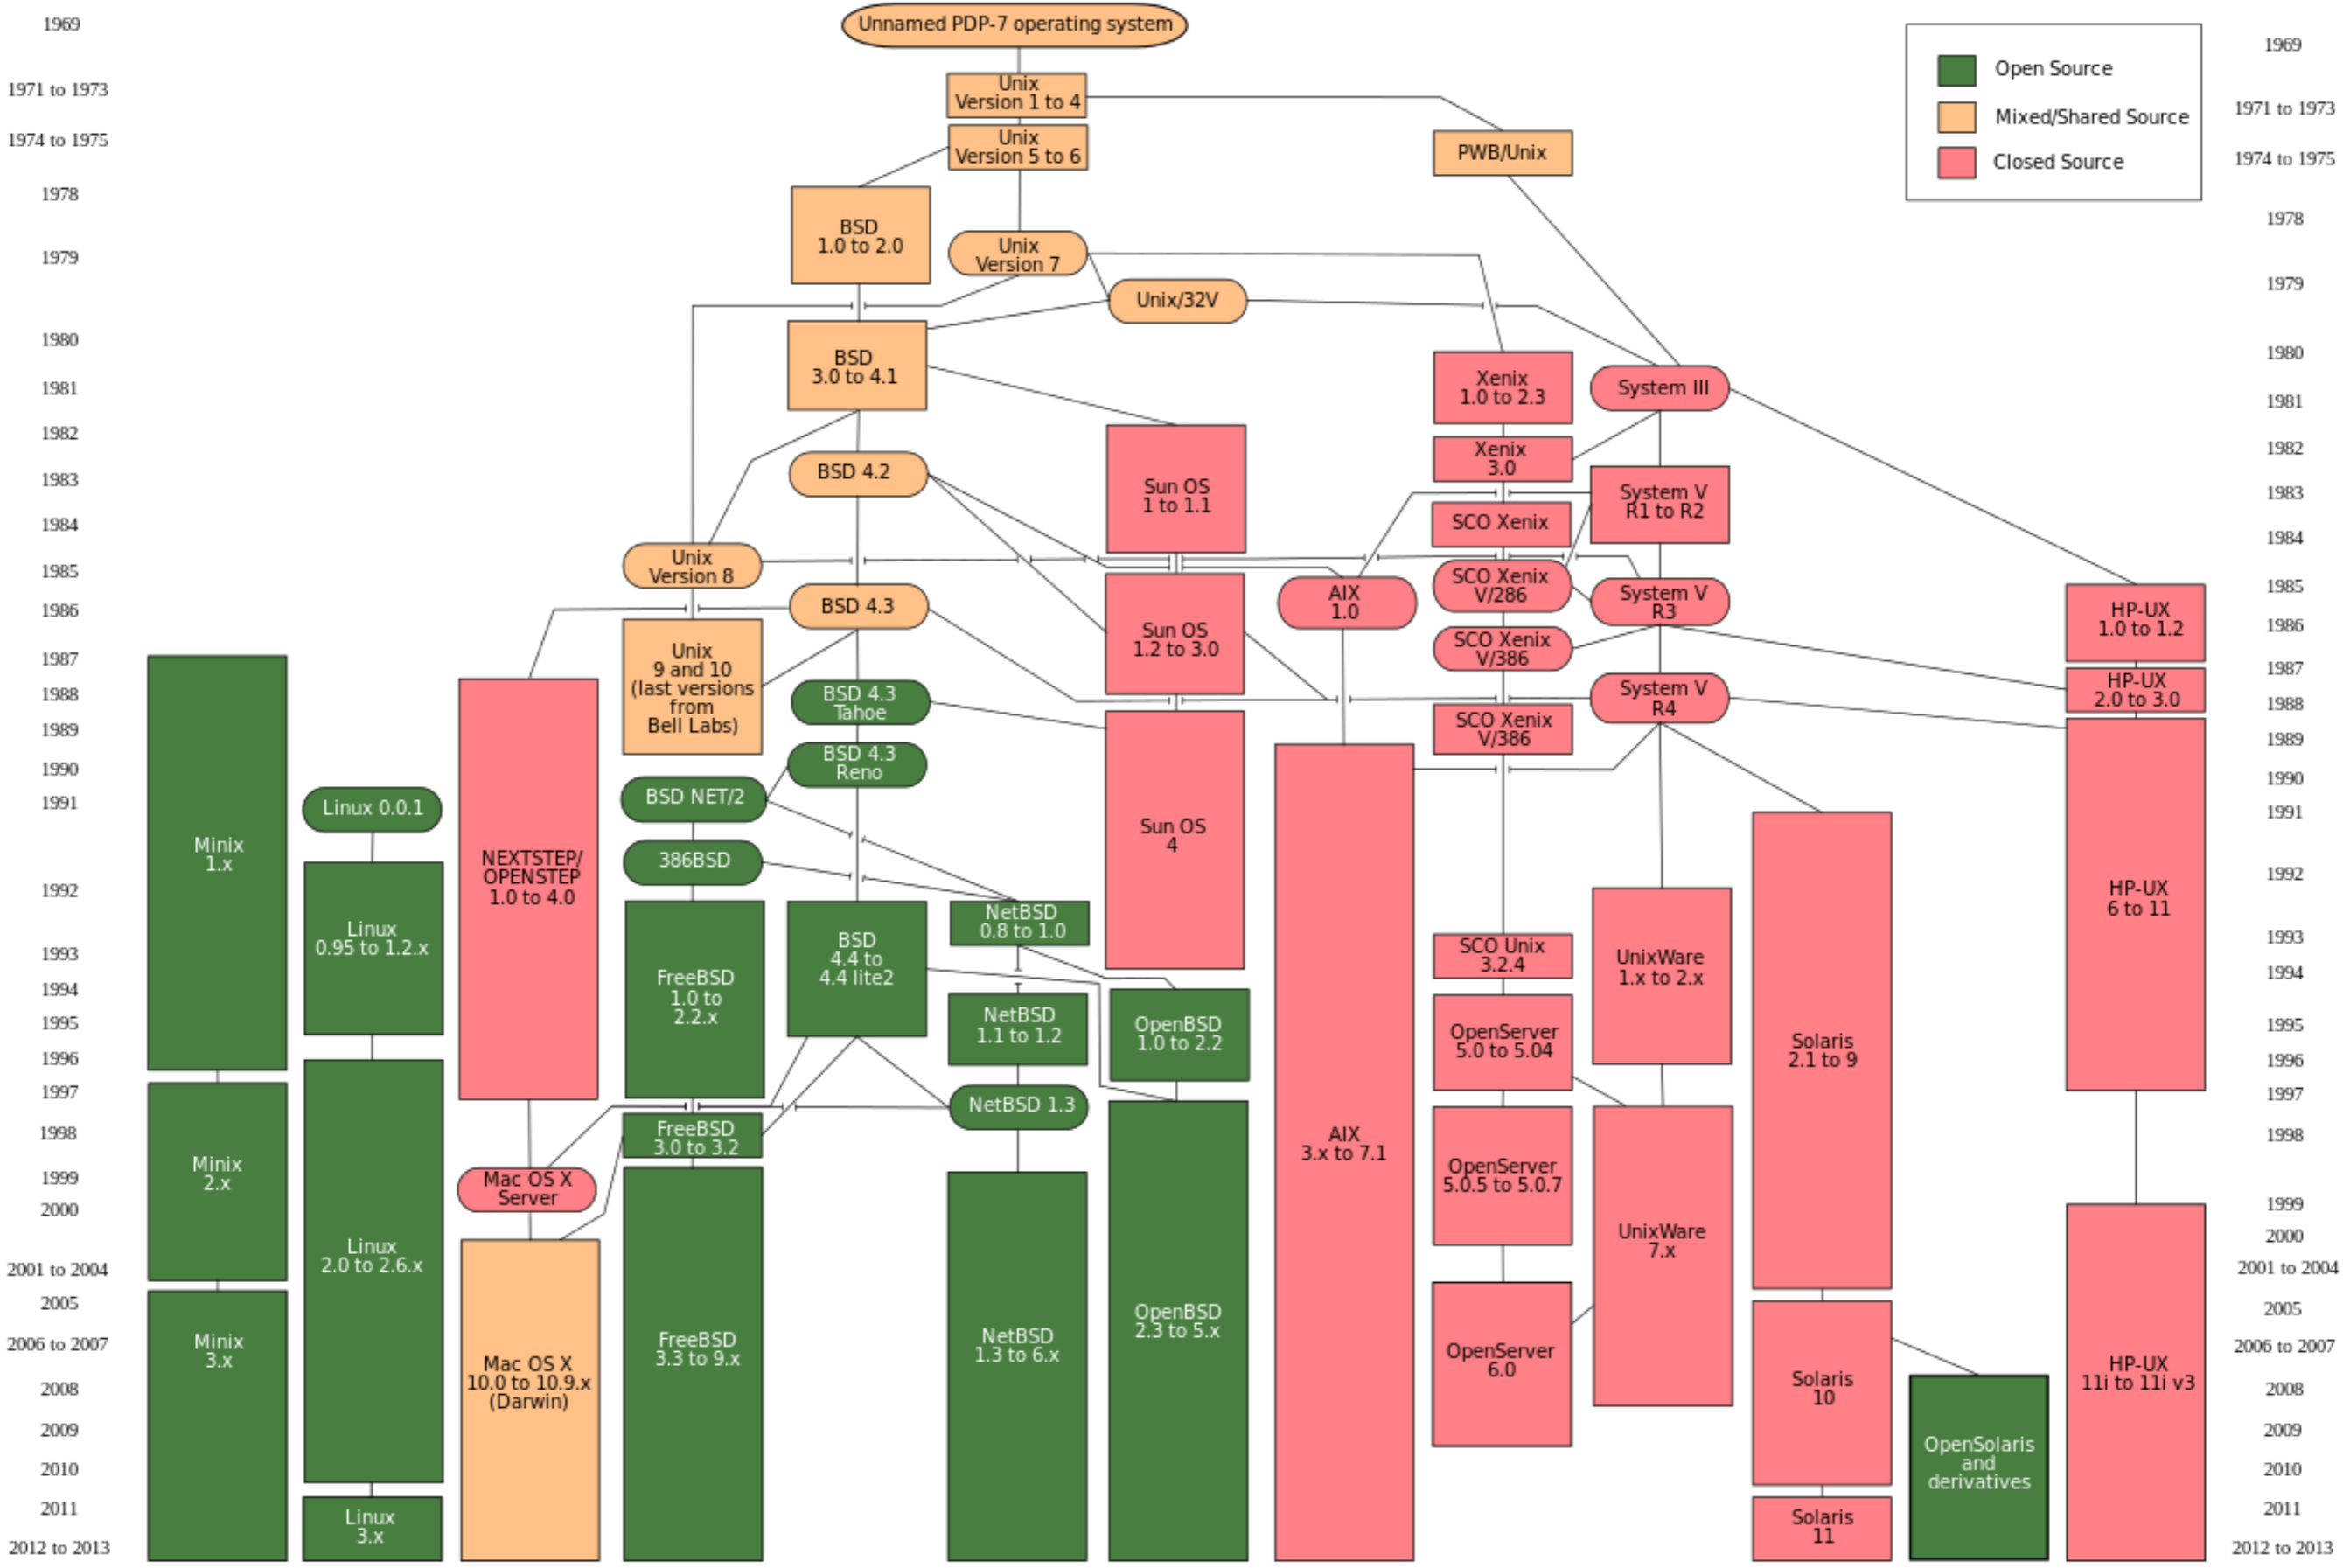 Unnamed PDP-7 operating system
1969
1969
Open Source
Mixed/Shared Source
Closed Source
1971 to 1973
Unix
Version 1 to 4
1971 to 1973
1974 to 1975
Unix
Version 5 to 6
PWB/Unix
1974 to 1975
1978
BSD
1.0 to 2.0
1978
1979
Unix
Version 7
Unix/32V
1979
1980
BSD
3.0 to 4.1
1980
1981
Xenix
1.0 to 2.3
System III
1981
1982
Xenix
3.0
1982
1983
BSD 4.2
Sun OS
1 to 1.1
System V
R1 to R2
1983
1984
SCO Xenix
1984
1985
Unix
Version 8
SCO Xenix
V/286
1985
1986
BSD 4.3
AIX
1.0
System V
R3
HP-UX
1.0 to 1.2
1986
Unix
9 and 10
(last versions
from
Bell Labs)
Sun OS
1.2 to 3.0
SCO Xenix
V/386
1987
1987
1988
BSD 4.3
Tahoe
System V
R4
HP-UX
2.0 to 3.0
1988
1989
SCO Xenix
V/386
1989
1990
BSD 4.3
Reno
1990
1991
Linux 0.0.1
BSD NET/2
1991
Minix
1.x
NEXTSTEP/
OPENSTEP
1.0 to 4.0
386BSD
Sun OS
4
1992
1992
Linux
0.95 to 1.2.x
NetBSD
0.8 to 1.0
HP-UX
6 to 11
1993
BSD
4.4 to
4.4 lite2
SCO Unix
3.2.4
UnixWare
1.x to 2.x
1993
1994
FreeBSD
1.0 to
2.2.x
1994
1995
NetBSD
1.1 to 1.2
OpenBSD
1.0 to 2.2
OpenServer
5.0 to 5.04
Solaris
2.1 to 9
1995
1996
1996
1997
NetBSD 1.3
1997
1998
FreeBSD
3.0 to 3.2
AIX
3.x to 7.1
1998
1999
Minix
2.x
Mac OS X
Server
OpenServer
5.0.5 to 5.0.7
1999
2000
2000
Linux
2.0 to 2.6.x
UnixWare
7.x
2001 to 2004
2001 to 2004
2005
2005
2006 to 2007
Minix
3.x
FreeBSD
3.3 to 9.x
NetBSD
1.3 to 6.x
OpenBSD
2.3 to 5.x
2006 to 2007
2008
Mac OS X
10.0 to 10.9.x
(Darwin)
OpenServer
6.0
Solaris
10
HP-UX
11i to 11i v3
2008
2009
OpenSolaris
and
derivatives
2009
2010
2010
2011
Linux
3.x
Solaris
11
2011
2012 to 2013
2012 to 2013